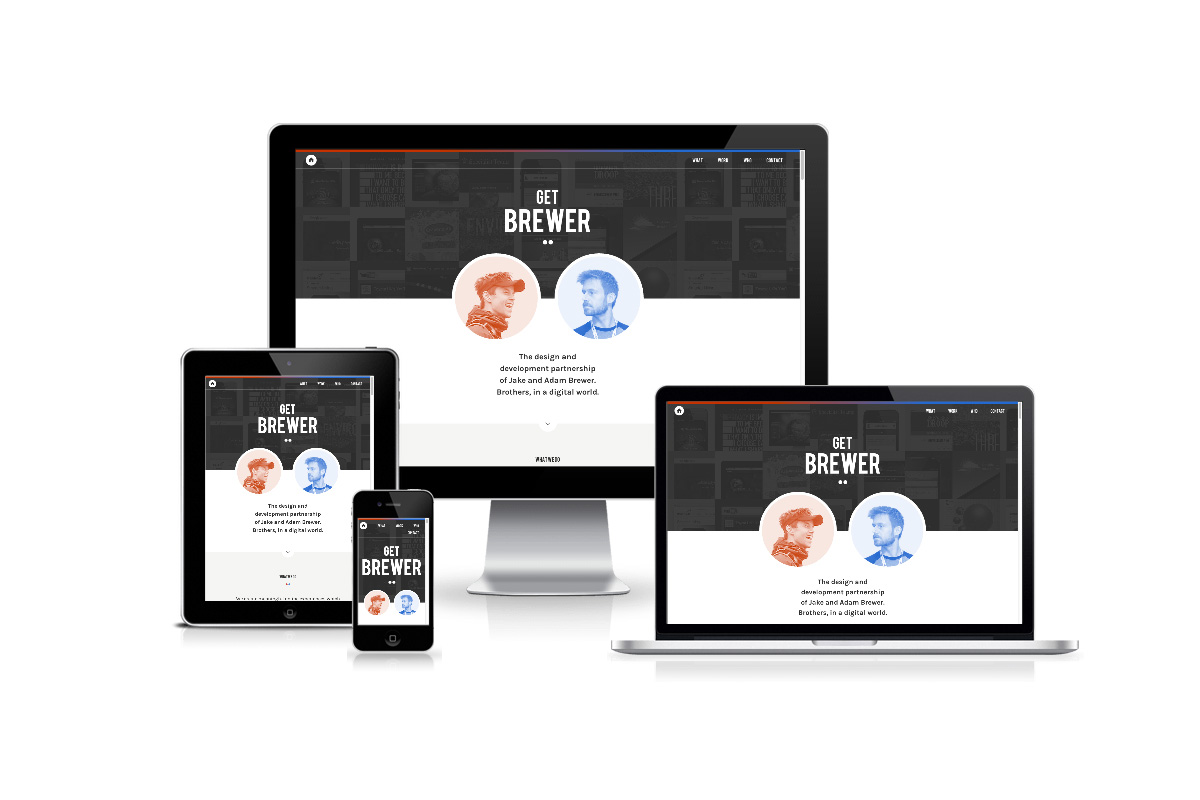 WHAT WORK WHO CONTACT
GET
BREWER
The design and
development partnership
of Jake and Adam Brewer.
Brothers, in a digital world.
WHAT WE DO
WHAT WORK WHO CONTACT
GET
BREWER
The design and
development partnership
of Jake and Adam Brewer.
Brothers, in a digital world.
WHAT WE DO
WHAT WORK WHO
CONTACT
GET
BREWER
WHAT WORK WHO CONTACT
GET
BREWER
The design and
development partnership
of Jake and Adam Brewer.
Brothers, in a digital world.